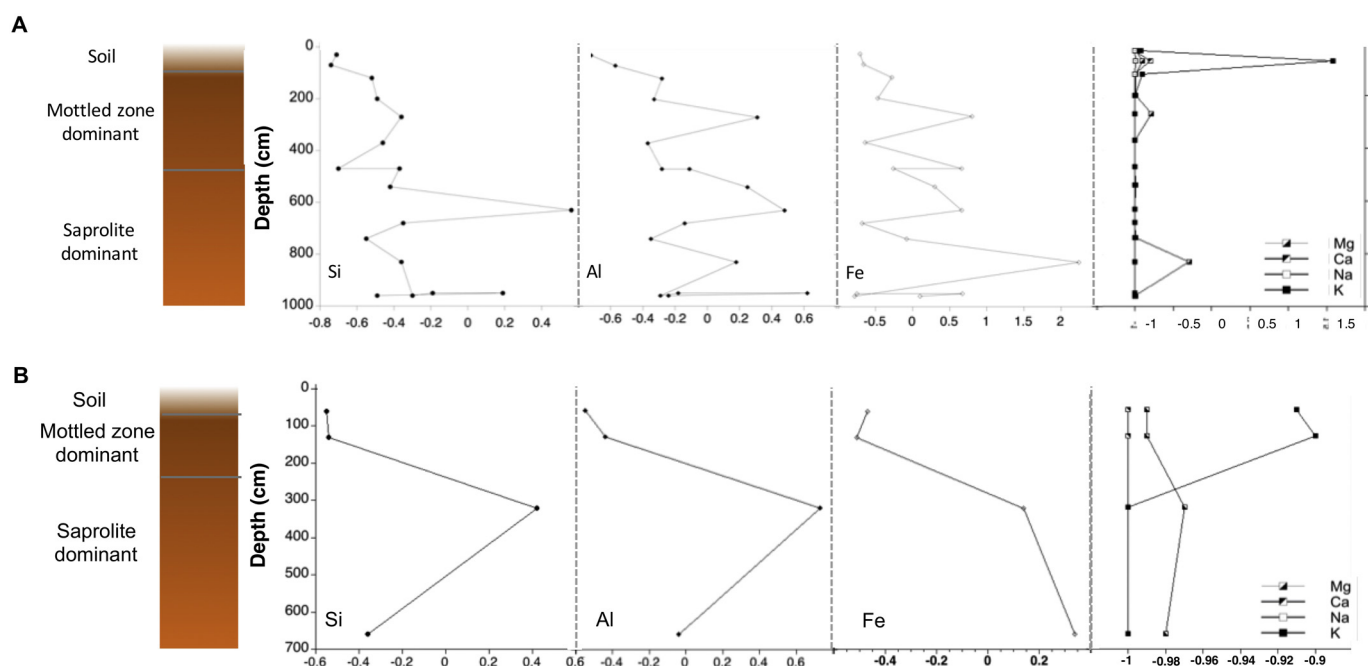 A
Soil
Mottled zone
dominant
Saprolite
dominant
Depth (cm)
0
200
400
600
800
1000
Si
-0.8 -0.6 -0.4 -0.2 0 0.2 0.4
Al
-0.6 -0.4 -0.2 0 0.2 0.4 0.6
Fe
-0.5 0 0.5 1 1.5 2
Mg
Ca
Na
K
-1 -0.5 0 0.5 1 1.5
B
Soil
Mottled zone
dominant
Saprolite
dominant
Depth (cm)
0
100
200
300
400
500
600
700
Si
-0.6 -0.4 -0.2 0 0.2 0.4 0.6
Al
-0.4 -0.2 0 0.2 0.4 0.6
Fe
-0.4 -0.2 0 0.2
Mg
Ca
Na
K
-1 -0.98 -0.96 -0.94 -0.92 -0.9